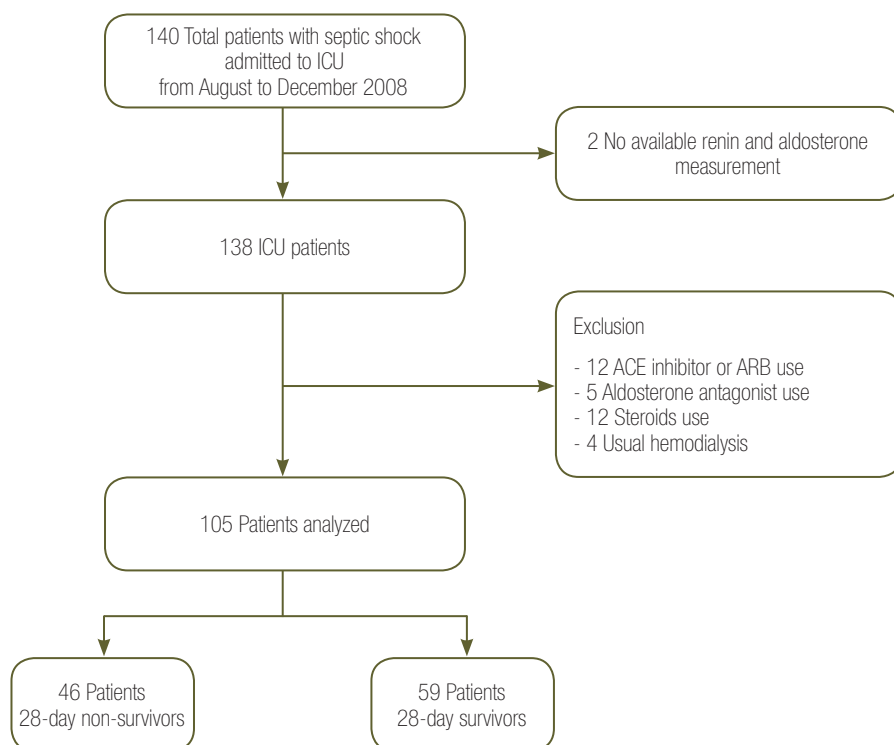 140 Total patients with septic shock
admitted to ICU
from August to December 2008
2 No available renin and aldosterone
measurement
138 ICU patients
Exclusion
- 12 ACE inhibitor or ARB use
- 5 Aldosterone antagonist use
- 12 Steroids use
- 4 Usual hemodialysis
105 Patients analyzed
46 Patients
28-day non-survivors
59 Patients
28-day survivors